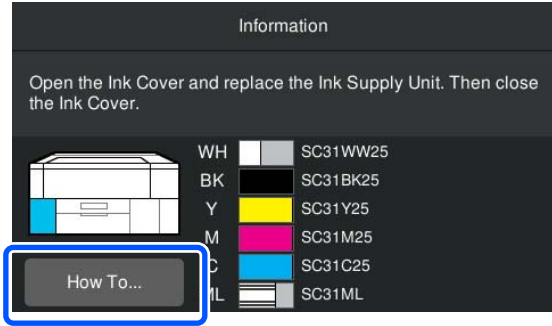 Information
Open the Ink Cover and replace the Ink Supply Unit. Then close
the Ink Cover.
WH SC31WW25
BK SC31BK25
Y SC31Y25
M SC31M25
C SC31C25
ML SC31ML
How To...